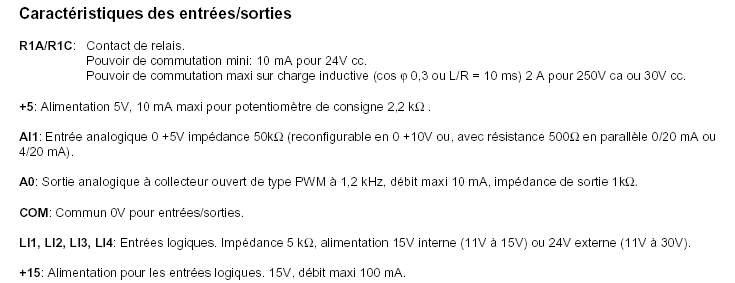 Caractéristiques des entrées/sorties
R1A/R1C: Contact de relais.
Pouvoir de commutation mini: 10 mA pour 24V cc.
Pouvoir de commutation maxi sur charge inductive (cos φ 0,3 ou L/R = 10 ms) 2 A pour 250V ca ou 30V cc.
+5: Alimentation 5V, 10 mA maxi pour potentiomètre de consigne 2,2 kΩ .
AI1: Entrée analogique 0 +5V impédance 50kΩ (reconfigurable en 0 +10V ou, avec résistance 500Ω en parallèle 0/20 mA ou
4/20 mA).
A0: Sortie analogique à collecteur ouvert de type PWM à 1,2 kHz, débit maxi 10 mA, impédance de sortie 1kΩ.
COM: Commun 0V pour entrées/sorties.
LI1, LI2, LI3, LI4: Entrées logiques. Impédance 5 kΩ, alimentation 15V interne (11V à 15V) ou 24V externe (11V à 30V).
+15: Alimentation pour les entrées logiques. 15V, débit maxi 100 mA.